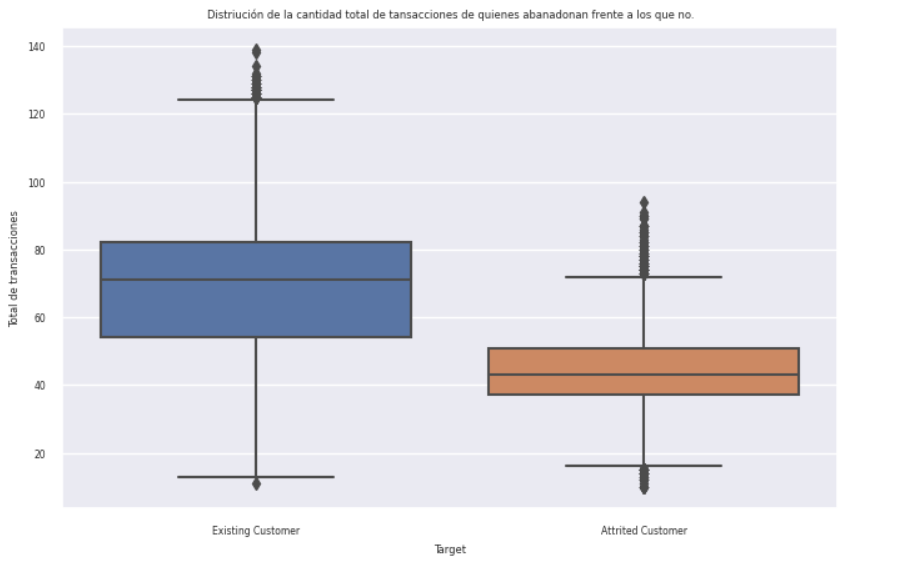 Distriución de la cantidad total de tansacciones de quienes abanadonan frente a los que no.
140
120
100
80
60
40
20
Total de transacciones
Existing Customer
Attrited Customer
Target